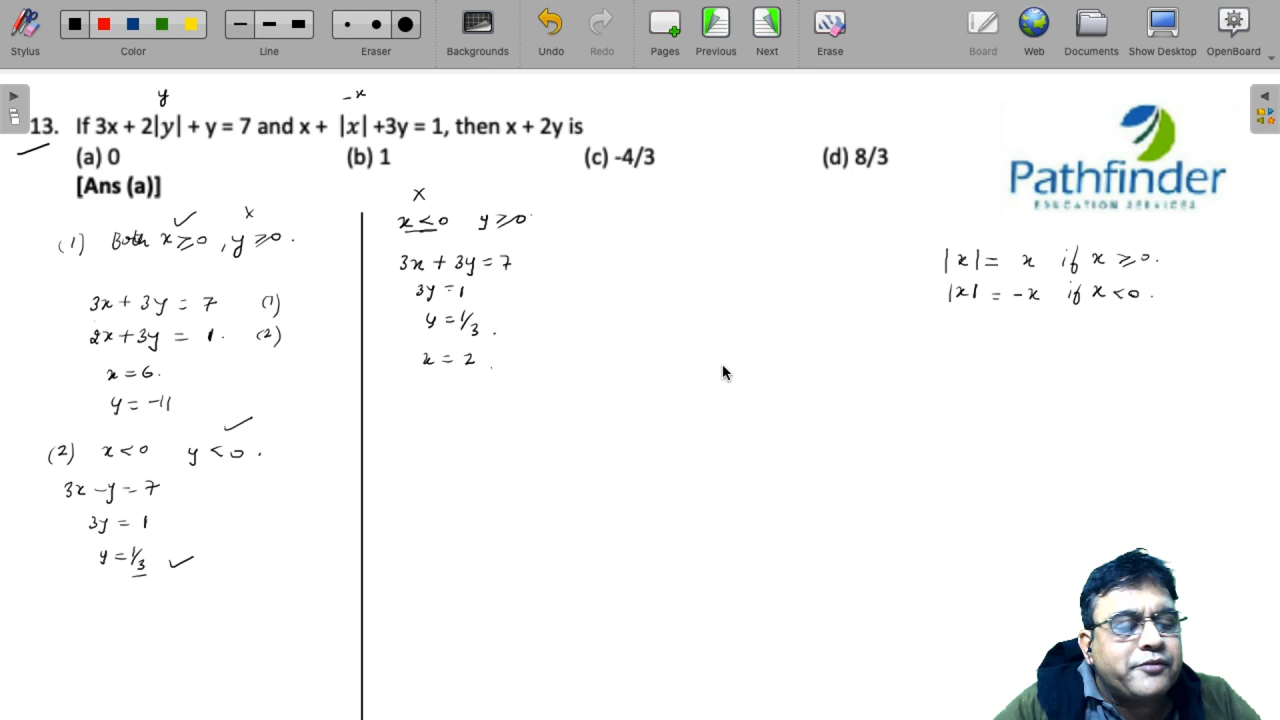 Stylus Color Line Eraser Backgrounds Undo Redo Pages Previous Next Erase Board Web Documents Show Desktop OpenBoard
y -x
13. If 3x + 2|y| + y = 7 and x + |x| +3y = 1, then x + 2y is
(a) 0 (b) 1 (c) -4/3 (d) 8/3
[Ans (a)]
Pathfinder
EDUCATION SERVICES
(1) Both x ≥ 0, y ≥ 0.
3x + 3y = 7 (1)
2x + 3y = 1. (2)
x = 6.
y = -11
(2) x < 0 y < 0.
3x - y = 7
3y = 1
y = 1/3
x < 0 y ≥ 0.
3x + 3y = 7
3y = 1
y = 1/3.
x = 2.
|x| = x if x ≥ 0.
|x| = -x if x < 0.